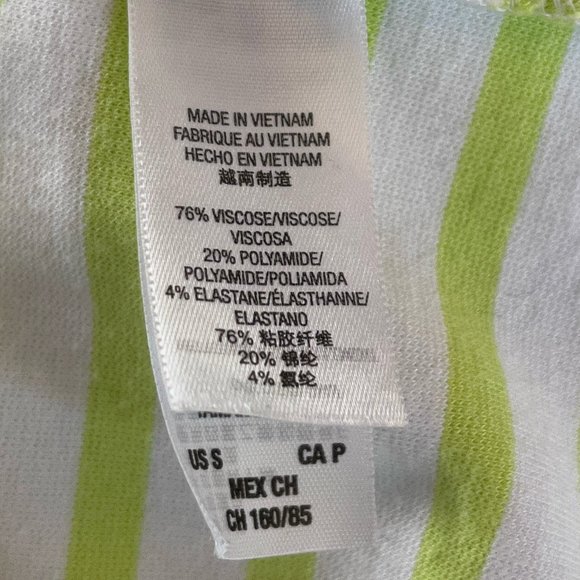 MADE IN VIETNAM
FABRIQUE AU VIETNAM
HECHO EN VIETNAM
越南制造
76% VISCOSE/VISCOSE/
VISCOSA
20% POLYAMIDE/
POLYAMIDE/POLIAMIDA
4% ELASTANE/ÉLASTHANNE/
ELASTANO
76% 粘胶纤维
20% 锦纶
4% 氨纶
US S CA P
MEX CH
CH 160/85